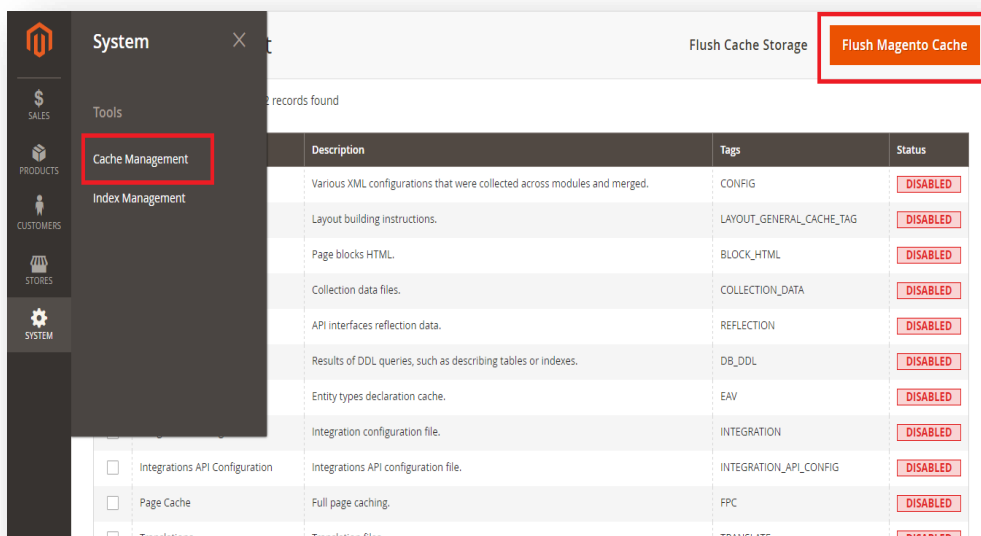 System
Flush Cache Storage
Flush Magento Cache
records found
SALES
Tools
Description Tags Status
Cache Management
Various XML configurations that were collected across modules and merged. CONFIG DISABLED
PRODUCTS
Index Management
Layout building instructions. LAYOUT_GENERAL_CACHE_TAG DISABLED
CUSTOMERS
Page blocks HTML. BLOCK_HTML DISABLED
STORES
Collection data files. COLLECTION_DATA DISABLED
SYSTEM
API interfaces reflection data. REFLECTION DISABLED
Results of DDL queries, such as describing tables or indexes. DB_DDL DISABLED
Entity types declaration cache. EAV DISABLED
Integration configuration file. INTEGRATION DISABLED
Integrations API Configuration Integrations API configuration file. INTEGRATION_API_CONFIG DISABLED
Page Cache Full page caching. FPC DISABLED